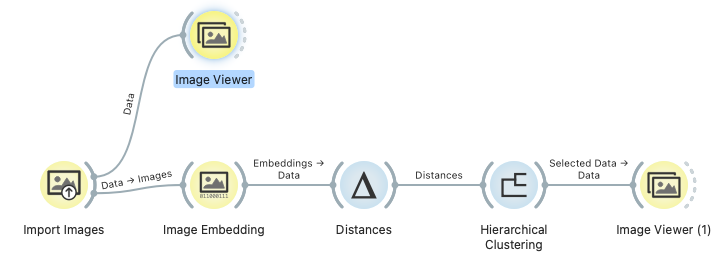 Image Viewer
Data
Data → Images
Embeddings →
Data
Distances
Selected Data →
Data
011000111
Import Images
Image Embedding
Distances
Hierarchical
Clustering
Image Viewer (1)